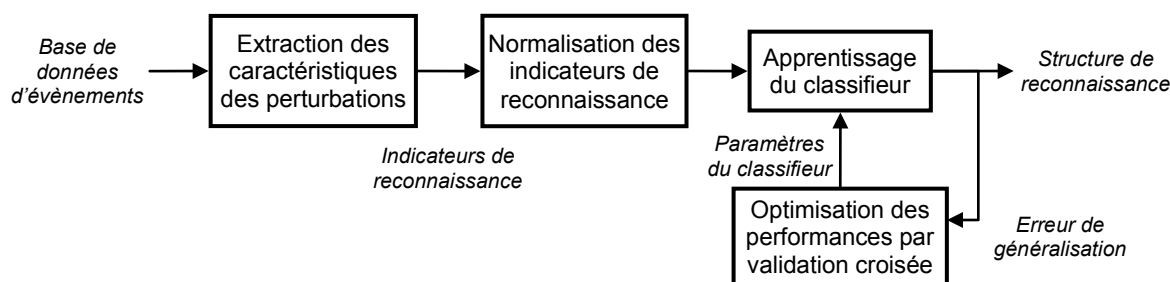 Base de
données
d'évènements
Extraction des
caractéristiques
des perturbations
Indicateurs de
reconnaissance
Normalisation des
indicateurs de
reconnaissance
Apprentissage
du classifieur
Structure de
reconnaissance
Paramètres
du classifieur
Optimisation des
performances par
validation croisée
Erreur de
généralisation